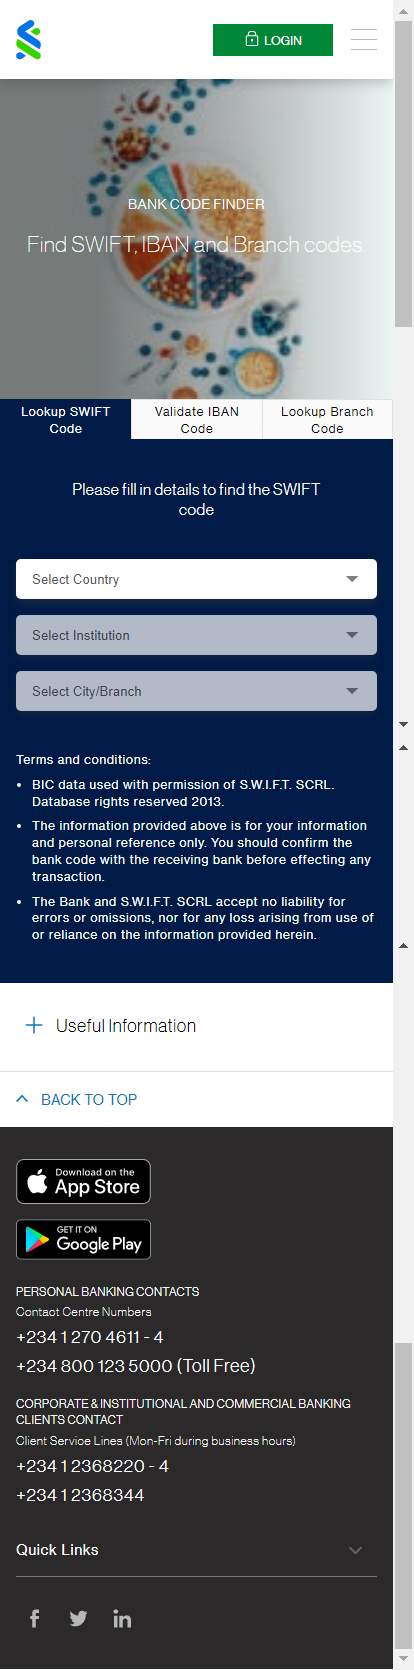 LOGIN
BANK CODE FINDER
Find SWIFT, IBAN and Branch codes
Lookup SWIFT
Code
Validate IBAN
Code
Lookup Branch
Code
Please fill in details to find the SWIFT
code
Select Country
Select Institution
Select City/Branch
Terms and conditions:
• BIC data used with permission of S.W.I.F.T. SCRL.
Database rights reserved 2013.
• The information provided above is for your information
and personal reference only. You should confirm the
bank code with the receiving bank before effecting any
transaction.
• The Bank and S.W.I.F.T. SCRL accept no liability for
errors or omissions, nor for any loss arising from use of
or reliance on the information provided herein.
Useful Information
BACK TO TOP
Download on the
App Store
GET IT ON
Google Play
PERSONAL BANKING CONTACTS
Contact Centre Numbers
+234 1 270 4611 - 4
+234 800 123 5000 (Toll Free)
CORPORATE & INSTITUTIONAL AND COMMERCIAL BANKING
CLIENTS CONTACT
Client Service Lines (Mon-Fri during business hours)
+234 1 2368220 - 4
+234 1 2368344
Quick Links